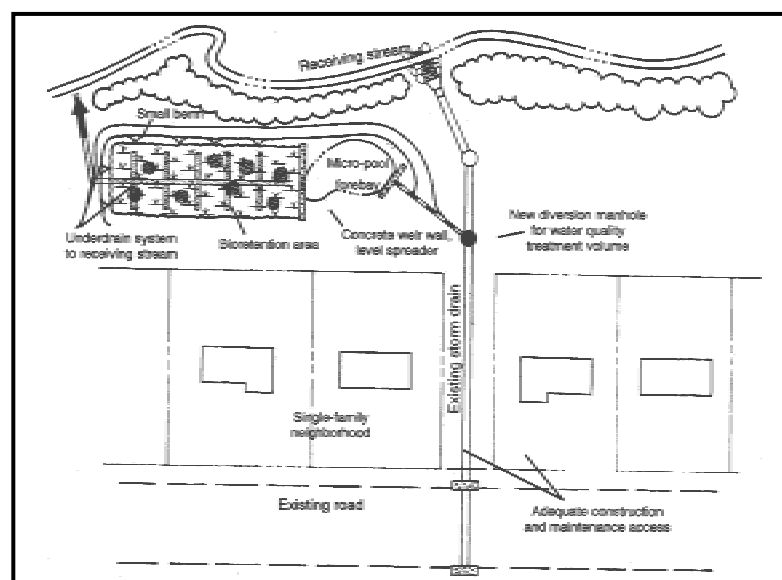 Receiving stream
Small berm
Micro-pool
forebay
Underdrain system
to receiving stream
Bioretention area
Concrete weir wall,
level spreader
New diversion manhole
for water quality
treatment volume
Existing storm drain
Single-family
neighborhood
Existing road
Adequate construction
and maintenance access